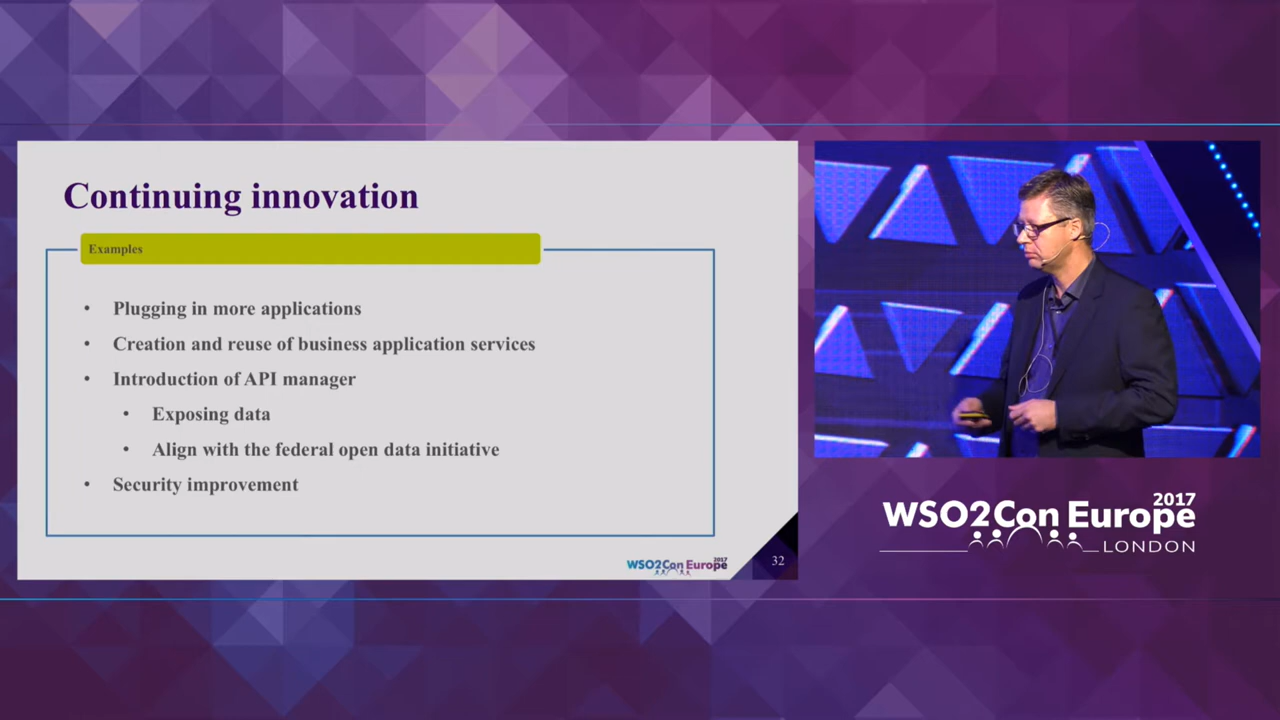 Continuing innovation
Examples
• Plugging in more applications
• Creation and reuse of business application services
• Introduction of API manager
• Exposing data
• Align with the federal open data initiative
• Security improvement
WSO2Con Europe 2017
32
WSO2Con Europe 2017
LONDON